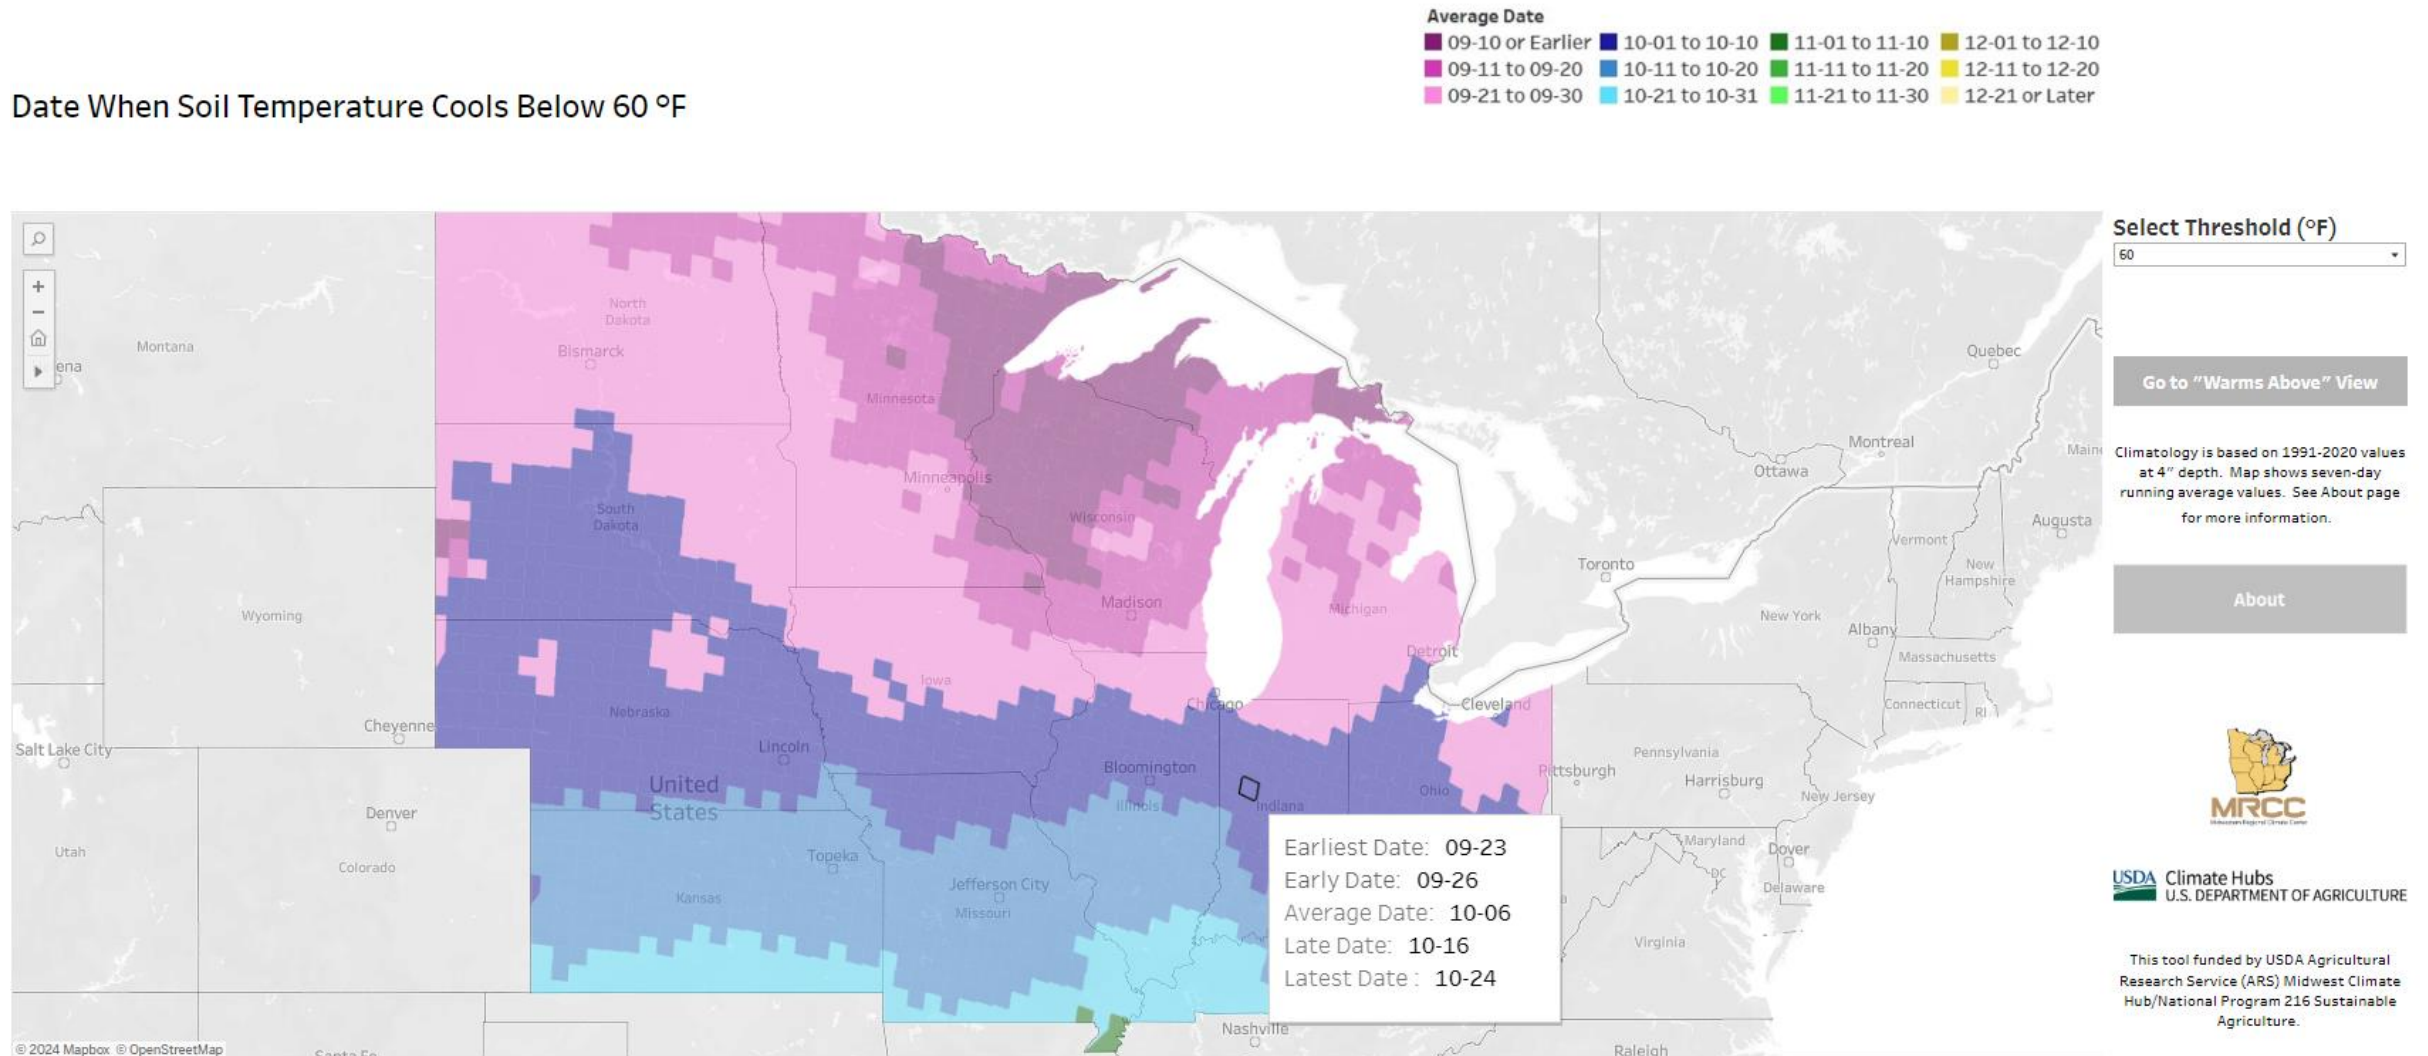 Average Date
09-10 or Earlier
10-01 to 10-10
11-01 to 11-10
12-01 to 12-10
09-11 to 09-20
10-11 to 10-20
11-11 to 11-20
12-11 to 12-20
09-21 to 09-30
10-21 to 10-31
11-21 to 11-30
12-21 or Later
Date When Soil Temperature Cools Below 60 °F
Select Threshold (°F)
60
Go to "Warms Above" View
Climatology is based on 1991-2020 values
at 4" depth. Map shows seven-day
running average values. See About page
for more information.
About
MRCC
Midwestern Regional Climate Center
USDA
Climate Hubs
U.S. DEPARTMENT OF AGRICULTURE
This tool funded by USDA Agricultural
Research Service (ARS) Midwest Climate
Hub/National Program 216 Sustainable
Agriculture.
North
Dakota
Montana
Bismarck
ena
Quebec
Minnesota
Montreal
Maine
Ottawa
Minneapolis
South
Dakota
Wisconsin
Augusta
Vermont
Toronto
New
Hampshire
Madison
Michigan
Wyoming
New York
Albany
Detroit
Massachusetts
Iowa
Chicago
Cleveland
Connecticut
RI
Nebraska
Cheyenne
Salt Lake City
Lincoln
Pennsylvania
Bloomington
Pittsburgh
Harrisburg
United
States
Ohio
New Jersey
Illinois
Indiana
Denver
Maryland
Dover
Utah
Topeka
Colorado
DC
Jefferson City
Delaware
Kansas
Missouri
a
Virginia
Earliest Date: 09-23
Early Date: 09-26
Average Date: 10-06
Late Date: 10-16
Latest Date : 10-24
Nashville
Raleigh
Santa Fe
© 2024 Mapbox © OpenStreetMap